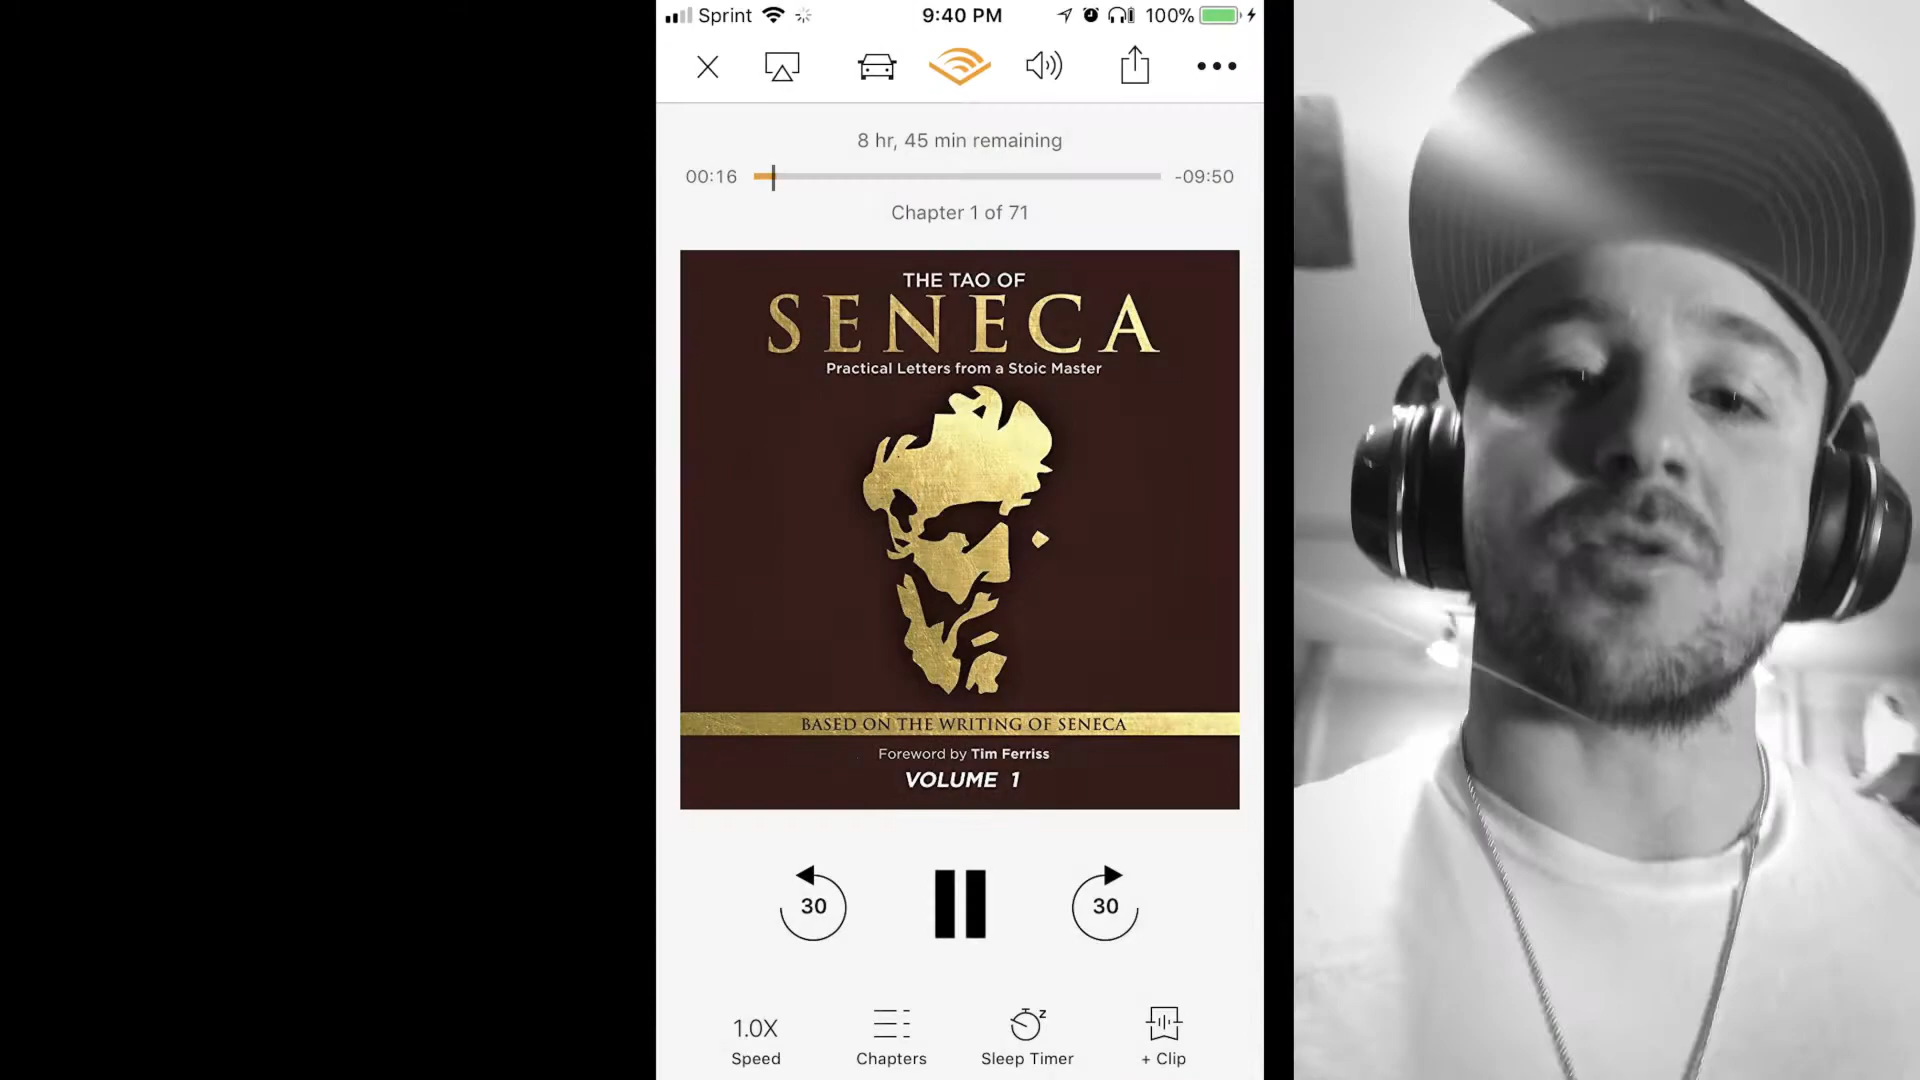 Sprint 9:40 PM 100%
8 hr, 45 min remaining
00:16 -09:50
Chapter 1 of 71
THE TAO OF
SENECA
Practical Letters from a Stoic Master
BASED ON THE WRITING OF SENECA
Foreword by Tim Ferriss
VOLUME 1
30 30
1.0X z
Speed Chapters Sleep Timer + Clip